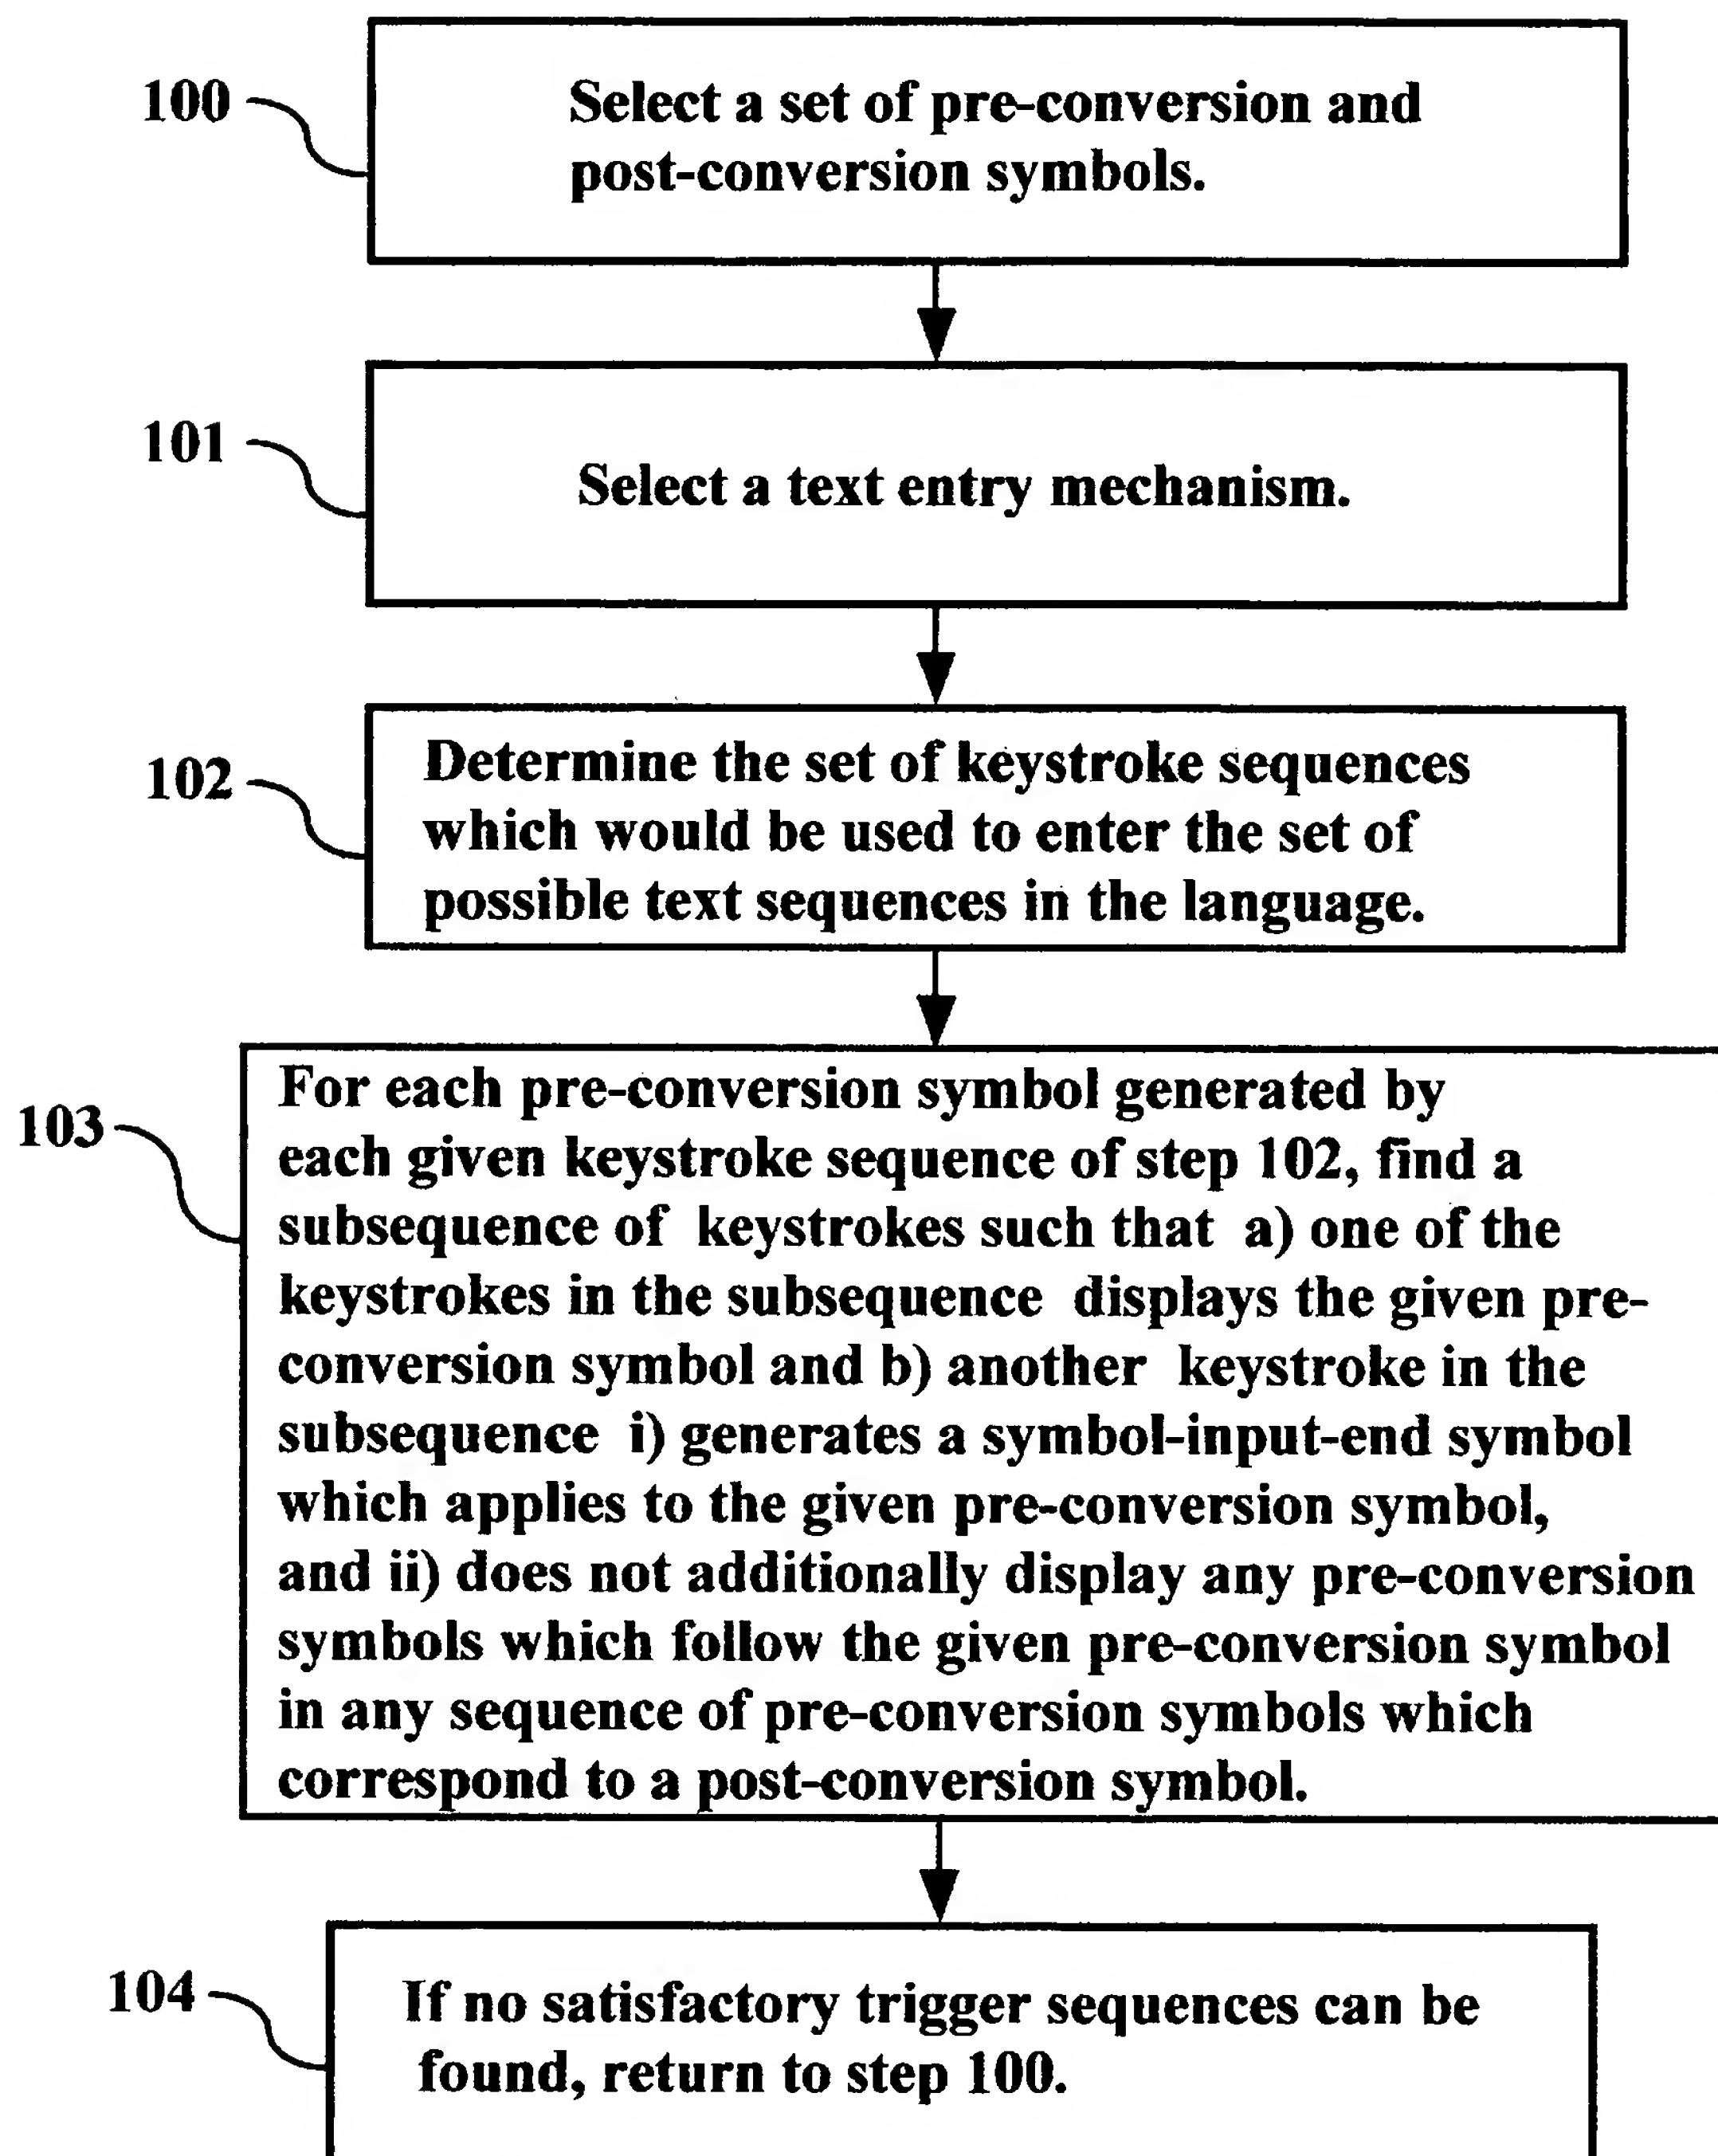 100
Select a set of pre-conversion and
post-conversion symbols.
101
Select a text entry mechanism.
102
Determine the set of keystroke sequences
which would be used to enter the set of
possible text sequences in the language.
103
For each pre-conversion symbol generated by
each given keystroke sequence of step 102, find a
subsequence of keystrokes such that a) one of the
keystrokes in the subsequence displays the given pre-
conversion symbol and b) another keystroke in the
subsequence i) generates a symbol-input-end symbol
which applies to the given pre-conversion symbol,
and ii) does not additionally display any pre-conversion
symbols which follow the given pre-conversion symbol
in any sequence of pre-conversion symbols which
correspond to a post-conversion symbol.
104
If no satisfactory trigger sequences can be
found, return to step 100.